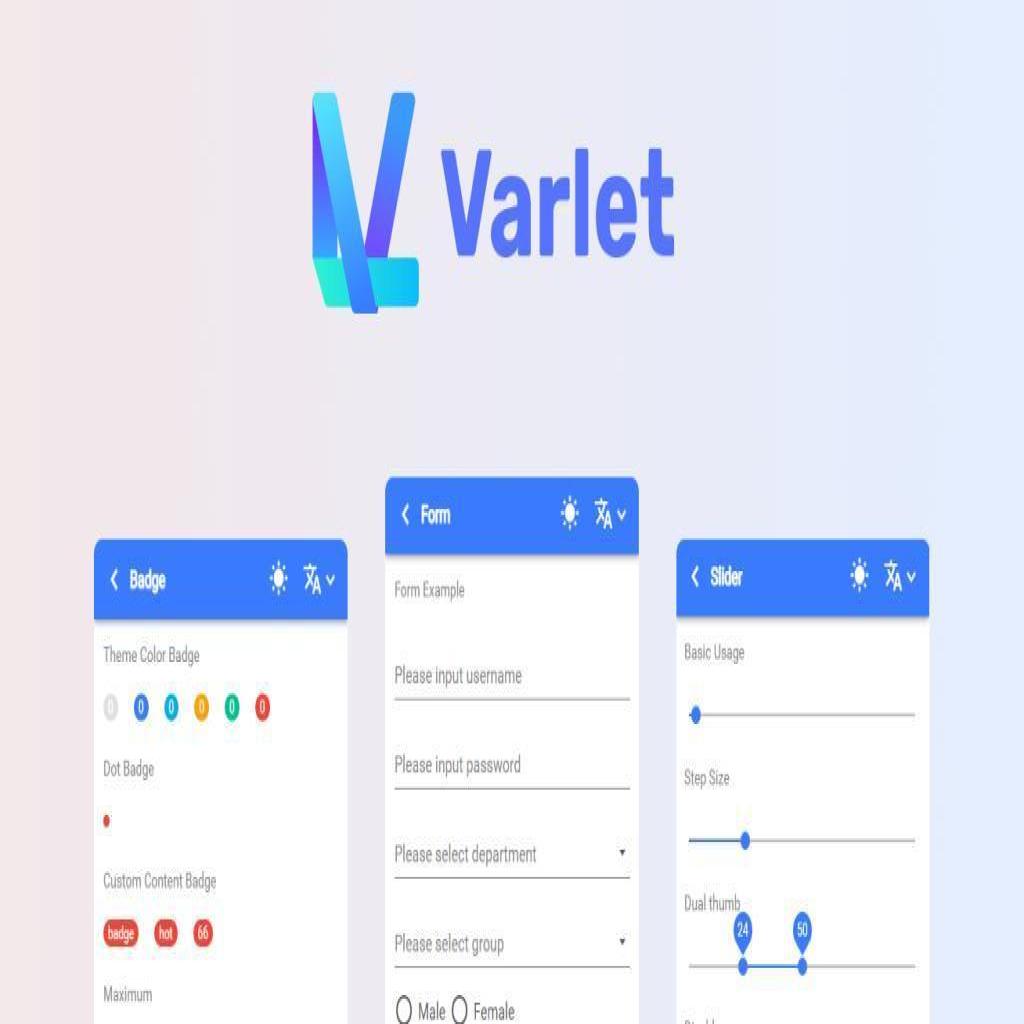 Varlet
Badge
Theme Color Badge
0 0 0 0 0 0
Dot Badge
Custom Content Badge
badge hot 66
Maximum
Form
Form Example
Please input username
Please input password
Please select department
Please select group
Male Female
Slider
Basic Usage
Step Size
Dual thumb
24 50